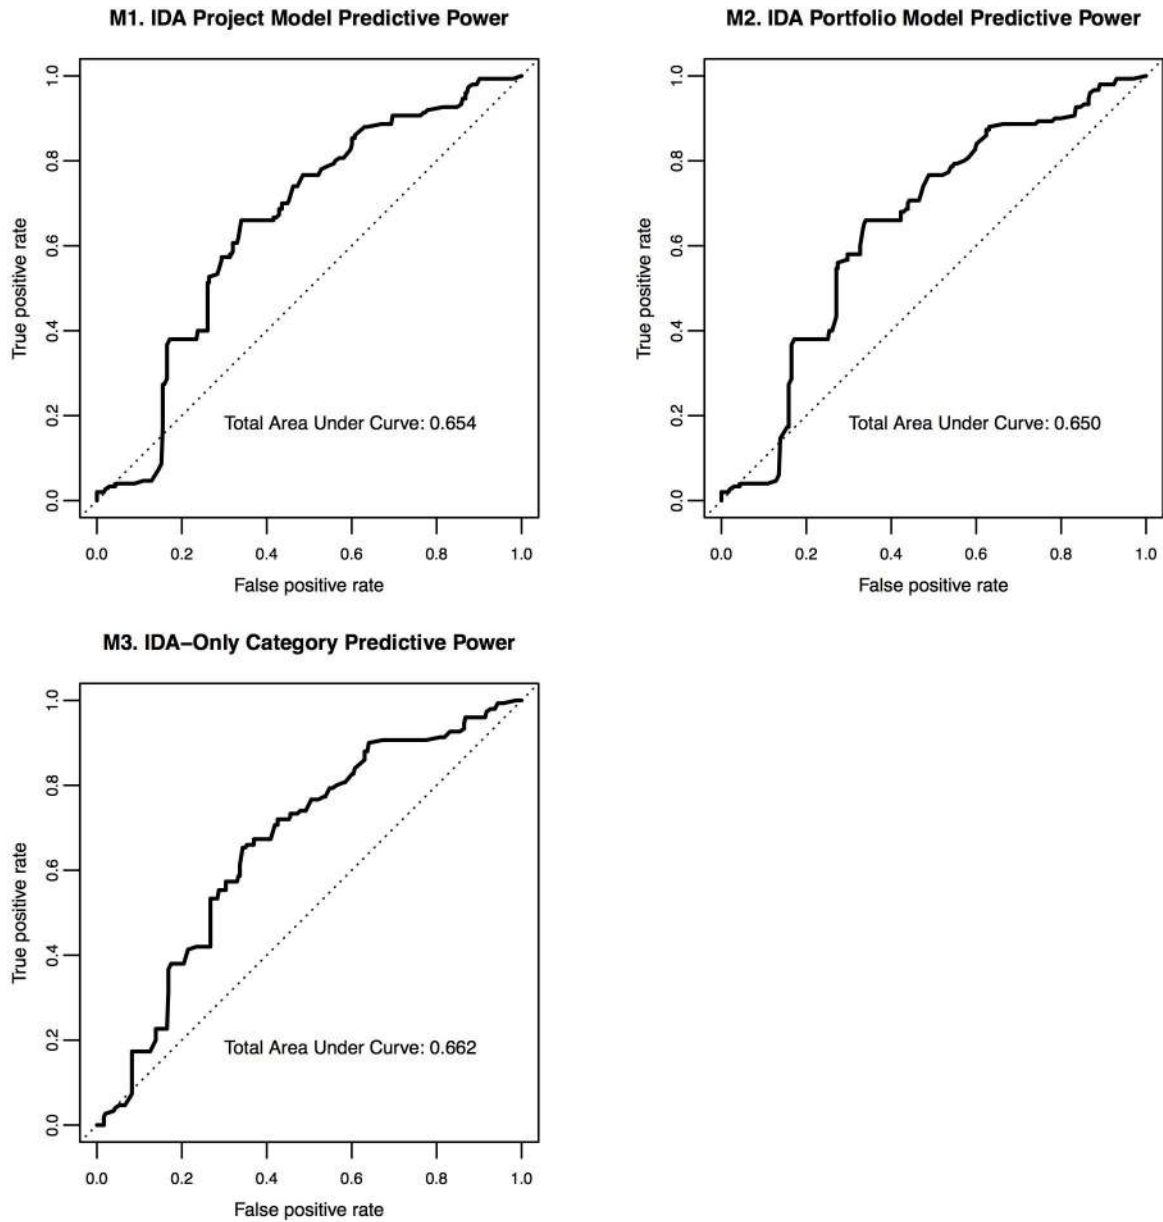 M1. IDA Project Model Predictive Power
True positive rate
1.0
0.8
0.6
0.4
0.2
0.0
Total Area Under Curve: 0.654
0.0 0.2 0.4 0.6 0.8 1.0
False positive rate
M2. IDA Portfolio Model Predictive Power
True positive rate
1.0
0.8
0.6
0.4
0.2
0.0
Total Area Under Curve: 0.650
0.0 0.2 0.4 0.6 0.8 1.0
False positive rate
M3. IDA−Only Category Predictive Power
True positive rate
1.0
0.8
0.6
0.4
0.2
0.0
Total Area Under Curve: 0.662
0.0 0.2 0.4 0.6 0.8 1.0
False positive rate